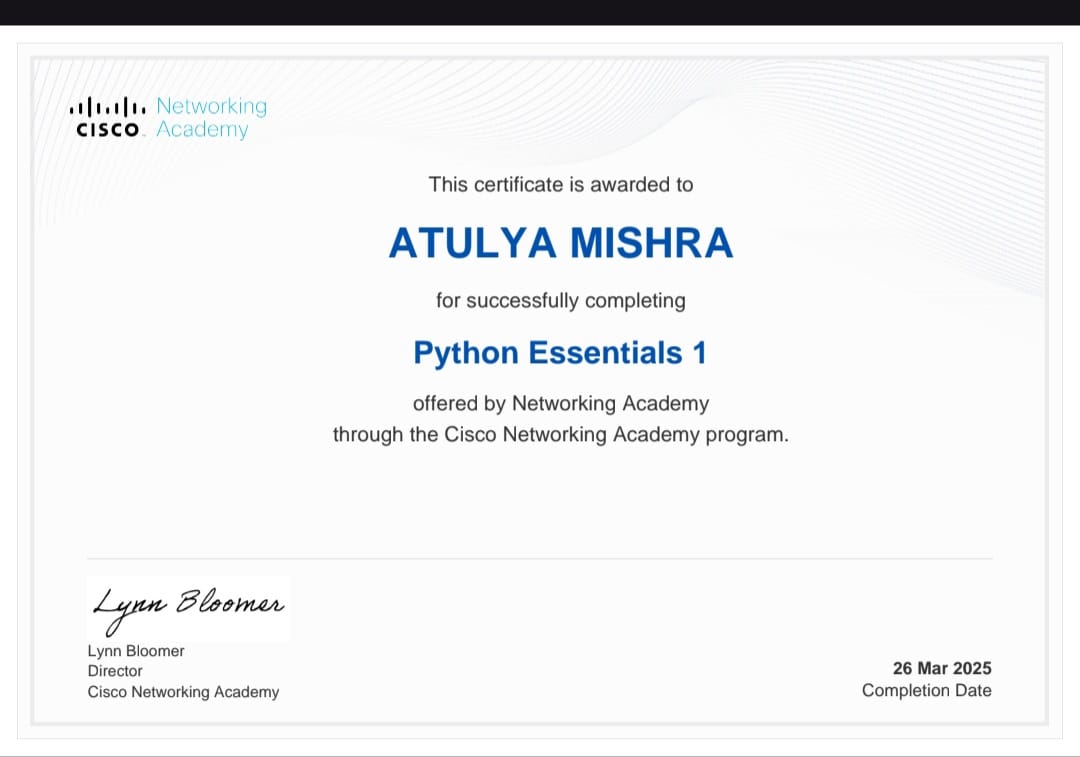 Networking
CISCO Academy
This certificate is awarded to
ATULYA MISHRA
for successfully completing
Python Essentials 1
offered by Networking Academy
through the Cisco Networking Academy program.
Lynn Bloomer
Lynn Bloomer
Director
Cisco Networking Academy
26 Mar 2025
Completion Date